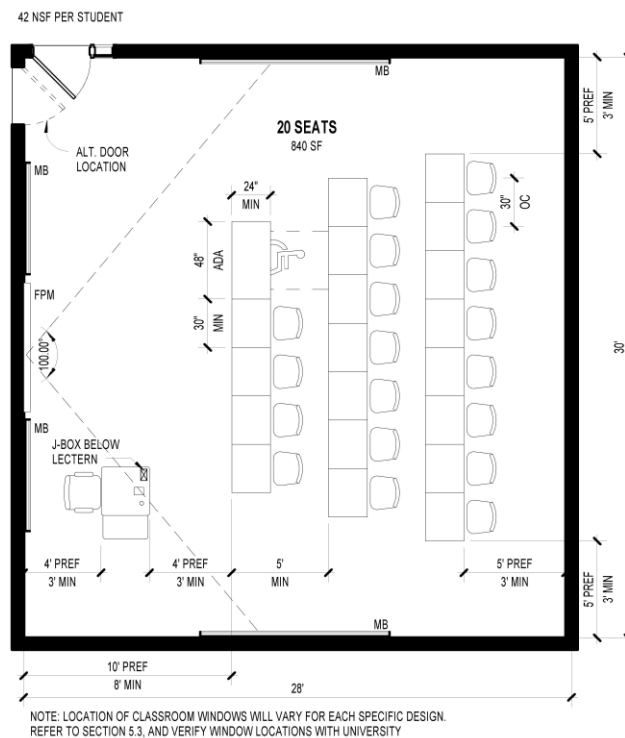 42 NSF PER STUDENT
MB
20 SEATS
840 SF
5' PREF
3' MIN
ALT. DOOR
LOCATION
MB
24"
MIN
30"
OC
48"
ADA
FPM
30"
MIN
100.00°
30'
MB
J-BOX BELOW
LECTERN
4' PREF
3' MIN
4' PREF
3' MIN
5'
MIN
5' PREF
3' MIN
5' PREF
3' MIN
MB
10' PREF
8' MIN
28'
NOTE: LOCATION OF CLASSROOM WINDOWS WILL VARY FOR EACH SPECIFIC DESIGN.
REFER TO SECTION 5.3, AND VERIFY WINDOW LOCATIONS WITH UNIVERSITY